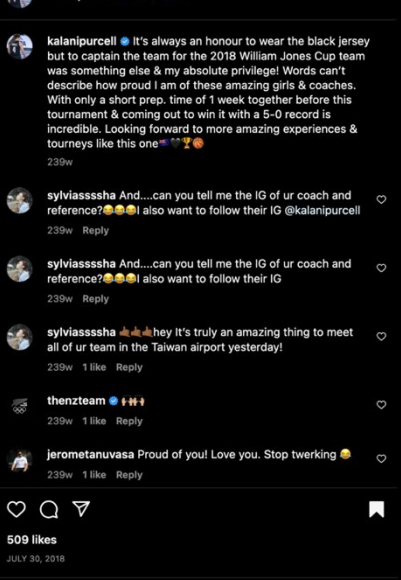 kalanipurcell It's always an honour to wear the black jersey
but to captain the team for the 2018 William Jones Cup team
was something else & my absolute privilege! Words can't
describe how proud I am of these amazing girls & coaches.
With only a short prep. time of 1 week together before this
tournament & coming out to win it with a 5-0 record is
incredible. Looking forward to more amazing experiences &
tourneys like this one🇳🇿🖤🏆🏀
239w
sylviassssha And....can you tell me the IG of ur coach and
reference?😂😂😂I also want to follow their IG @kalanipurcell
239w Reply
sylviassssha And....can you tell me the IG of ur coach and
reference?😂😂😂I also want to follow their IG
239w Reply
sylviassssha 🤙🏾🤙🏾🤙🏾hey It's truly an amazing thing to meet
all of ur team in the Taiwan airport yesterday!
239w 1 like Reply
thenzteam
239w 1 like Reply
jerometanuvasa Proud of you! Love you. Stop twerking 😂
239w 1 like Reply
509 likes
JULY 30, 2018